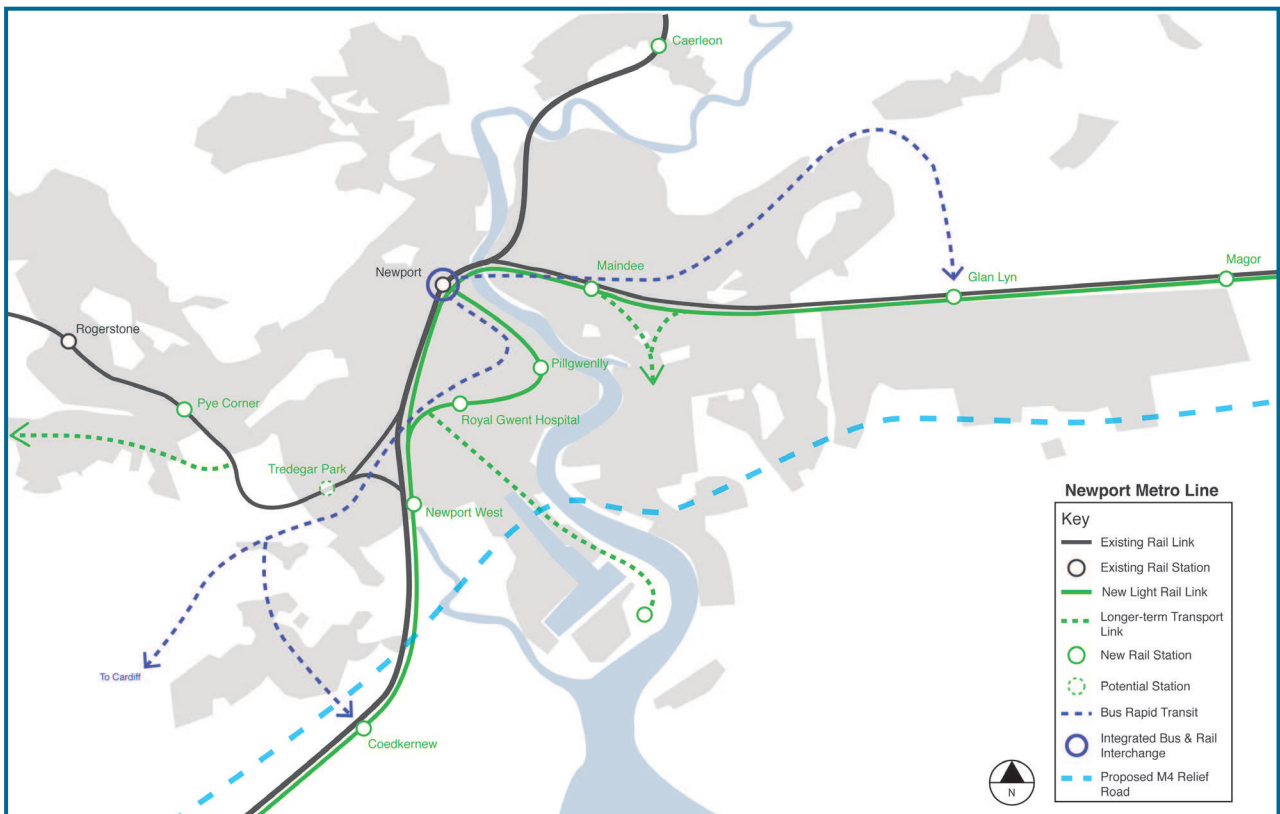 Caerleon
Newport
Maindee
Glan Lyn
Magor
Rogerstone
Pillgwenlly
Pye Corner
Royal Gwent Hospital
Tredegar Park
Newport West
To Cardiff
Coedkernew
Newport Metro Line
Key
Existing Rail Link
Existing Rail Station
New Light Rail Link
Longer-term Transport
Link
New Rail Station
Potential Station
Bus Rapid Transit
Integrated Bus & Rail
Interchange
Proposed M4 Relief
Road
N